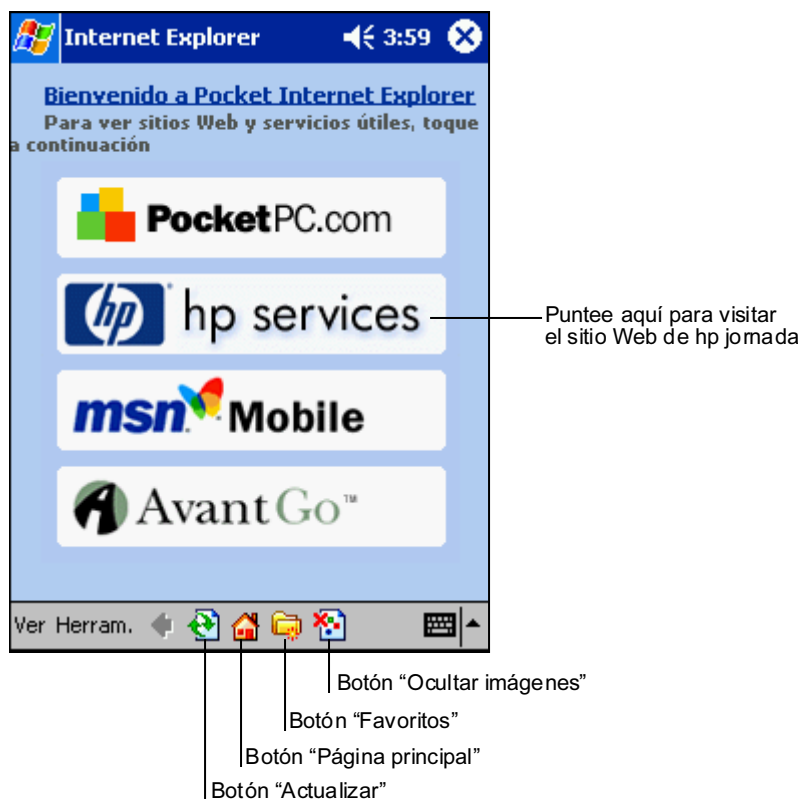 Internet Explorer 3:59
Bienvenido a Pocket Internet Explorer
Para ver sitios Web y servicios útiles, toque
a continuación
PocketPC.com
hp hp services
Puntee aquí para visitar
el sitio Web de hp jornada
msn Mobile
AvantGo™
Ver Herram.
Botón “Ocultar imágenes”
Botón “Favoritos”
Botón “Página principal”
Botón “Actualizar”